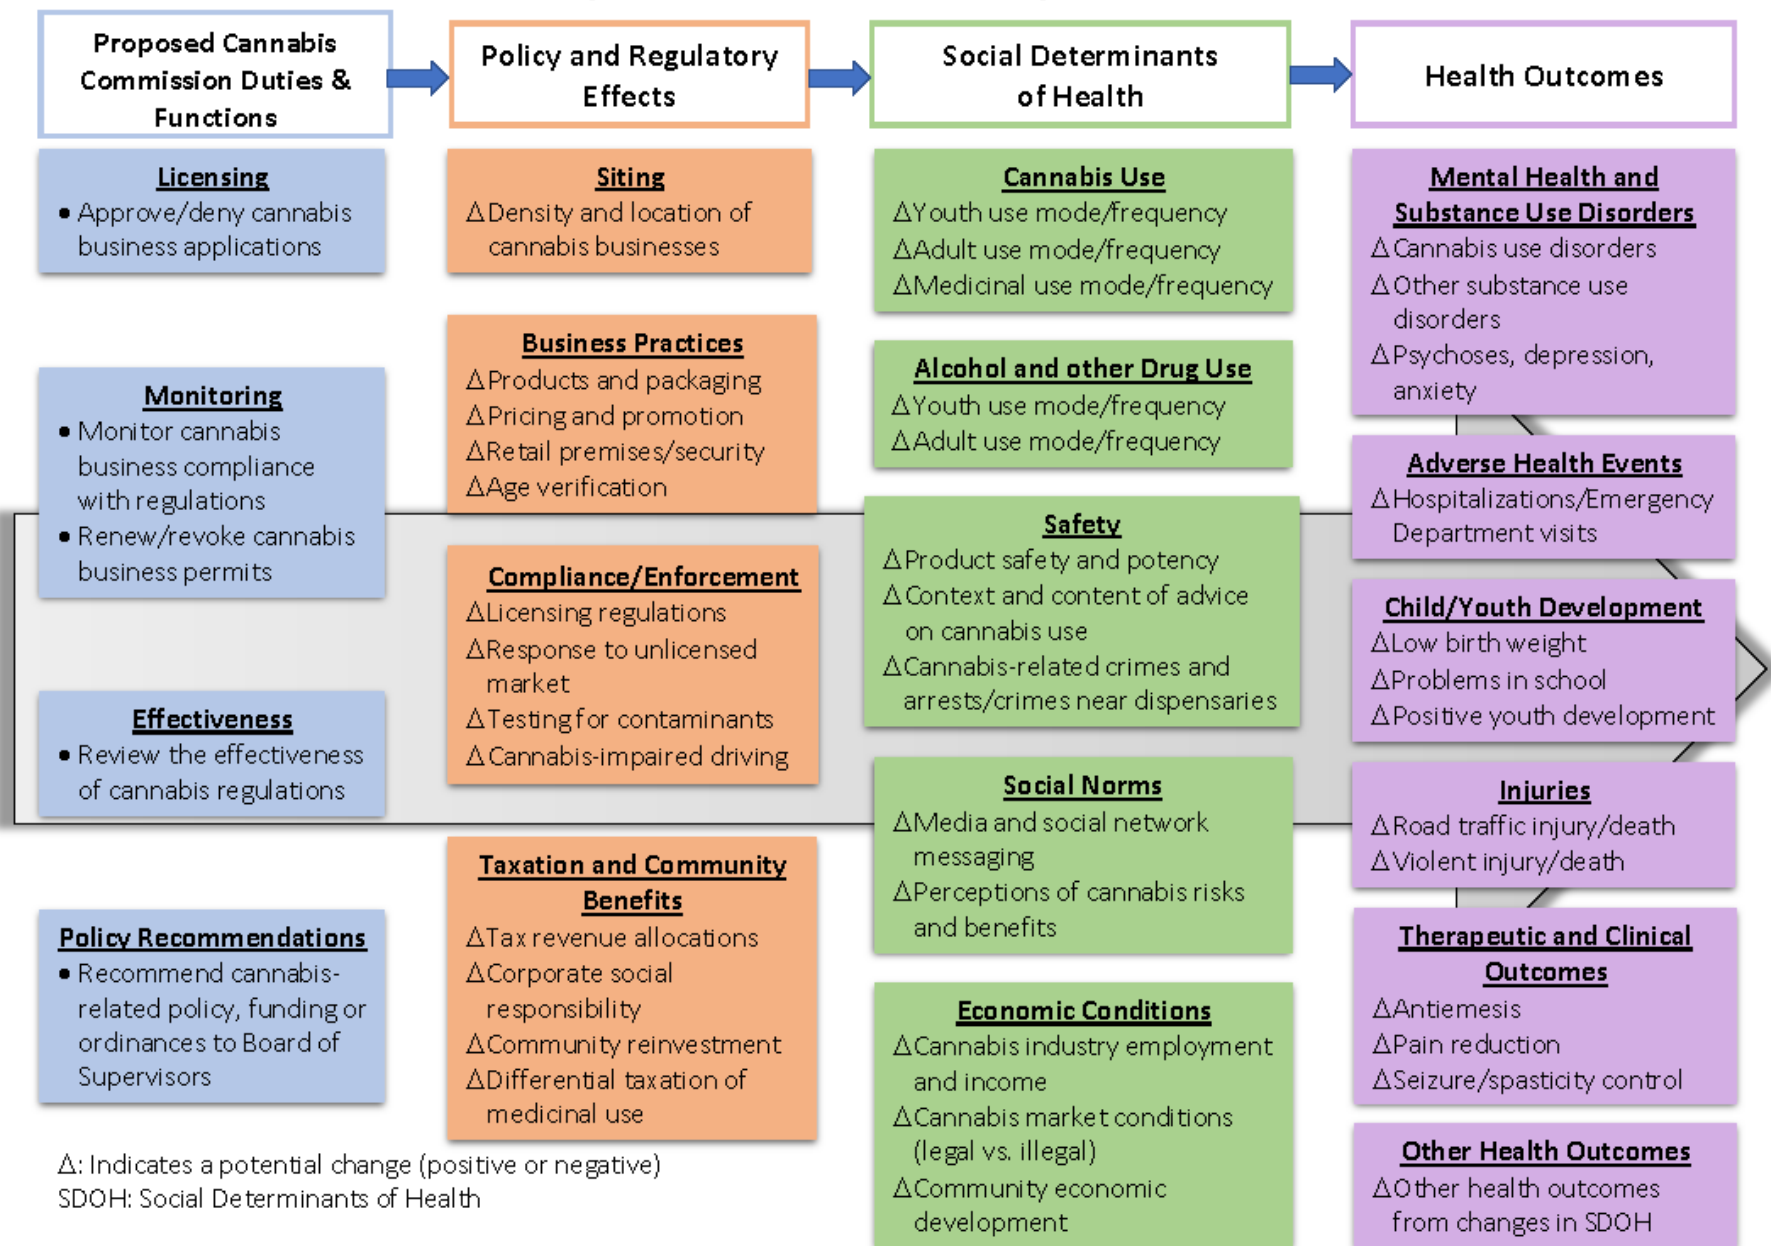 Proposed Cannabis
Commission Duties &
Functions
Policy and Regulatory
Effects
Social Determinants
of Health
Health Outcomes
Licensing
• Approve/deny cannabis
business applications
Monitoring
• Monitor cannabis
business compliance
with regulations
• Renew/revoke cannabis
business permits
Effectiveness
• Review the effectiveness
of cannabis regulations
Policy Recommendations
• Recommend cannabis-
related policy, funding or
ordinances to Board of
Supervisors
Siting
Δ Density and location of
cannabis businesses
Business Practices
Δ Products and packaging
Δ Pricing and promotion
Δ Retail premises/security
Δ Age verification
Compliance/Enforcement
Δ Licensing regulations
Δ Response to unlicensed
market
Δ Testing for contaminants
Δ Cannabis-impaired driving
Taxation and Community
Benefits
Δ Tax revenue allocations
Δ Corporate social
responsibility
Δ Community reinvestment
Δ Differential taxation of
medicinal use
Cannabis Use
Δ Youth use mode/frequency
Δ Adult use mode/frequency
Δ Medicinal use mode/frequency
Alcohol and other Drug Use
Δ Youth use mode/frequency
Δ Adult use mode/frequency
Safety
Δ Product safety and potency
Δ Context and content of advice
on cannabis use
Δ Cannabis-related crimes and
arrests/crimes near dispensaries
Social Norms
Δ Media and social network
messaging
Δ Perceptions of cannabis risks
and benefits
Economic Conditions
Δ Cannabis industry employment
and income
Δ Cannabis market conditions
(legal vs. illegal)
Δ Community economic
development
Mental Health and
Substance Use Disorders
Δ Cannabis use disorders
Δ Other substance use
disorders
Δ Psychoses, depression,
anxiety
Adverse Health Events
Δ Hospitalizations/Emergency
Department visits
Child/Youth Development
Δ Low birth weight
Δ Problems in school
Δ Positive youth development
Injuries
Δ Road traffic injury/death
Δ Violent injury/death
Therapeutic and Clinical
Outcomes
Δ Antiemesis
Δ Pain reduction
Δ Seizure/spasticity control
Other Health Outcomes
Δ Other health outcomes
from changes in SDOH
Δ: Indicates a potential change (positive or negative)
SDOH: Social Determinants of Health